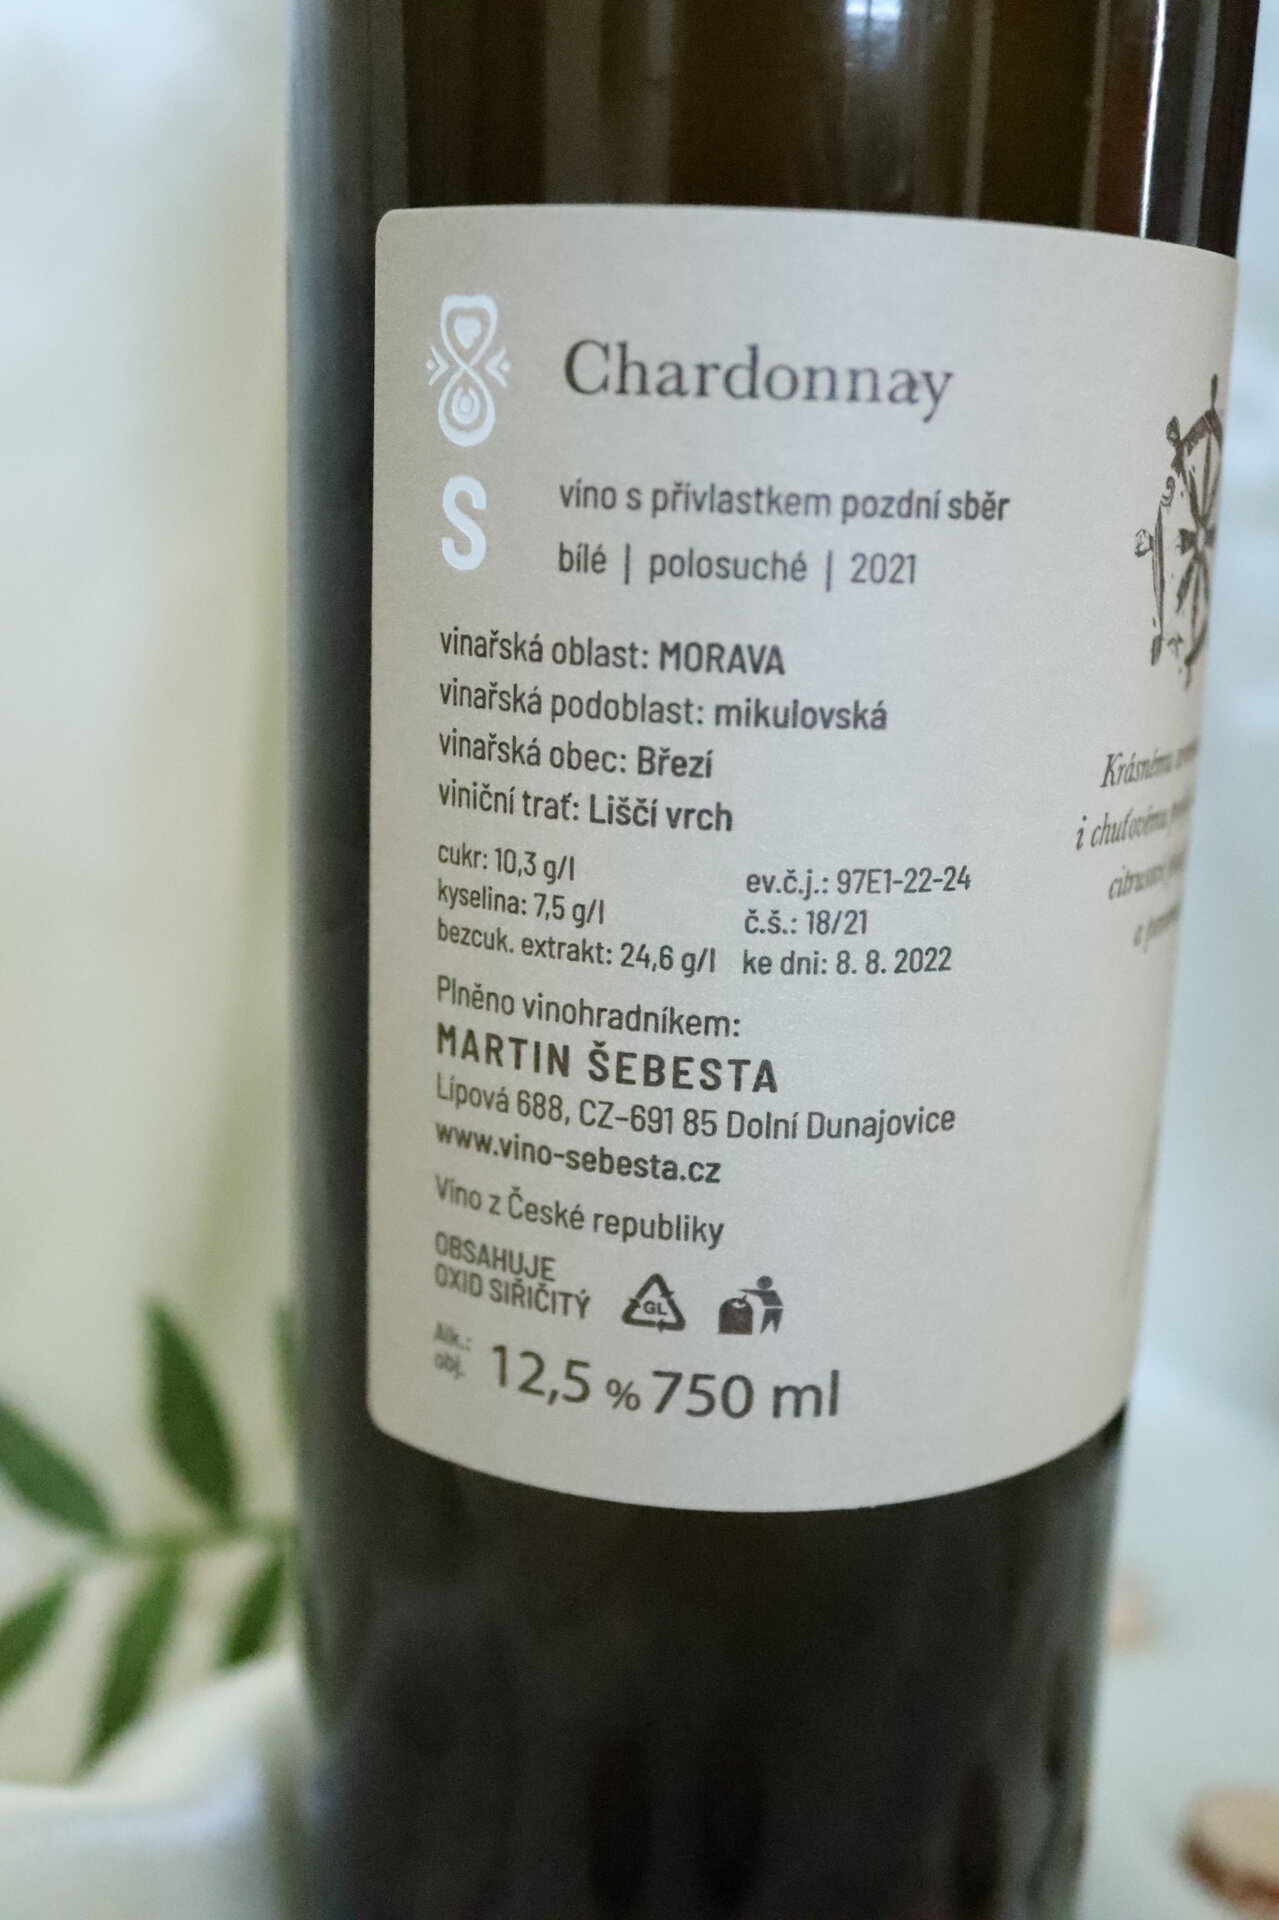 Chardonnay
S
víno s přívlastkem pozdní sběr
bílé | polosuché | 2021
vinařská oblast: MORAVA
vinařská podoblast: mikulovská
vinařská obec: Březí
viniční trať: Liščí vrch
cukr: 10,3 g/l
kyselina: 7,5 g/l
bezcuk. extrakt: 24,6 g/l
ev.č.j.: 97E1-22-24
č.š.: 18/21
ke dni: 8. 8. 2022
Plněno vinohradníkem:
MARTIN ŠEBESTA
Lipová 688, CZ-691 85 Dolní Dunajovice
www.vino-sebesta.cz
Víno z České republiky
OBSAHUJE
OXID SIŘIČITÝ
GL
Alk.:
obj.
12,5 % 750 ml
Krásnému
i chuťovému